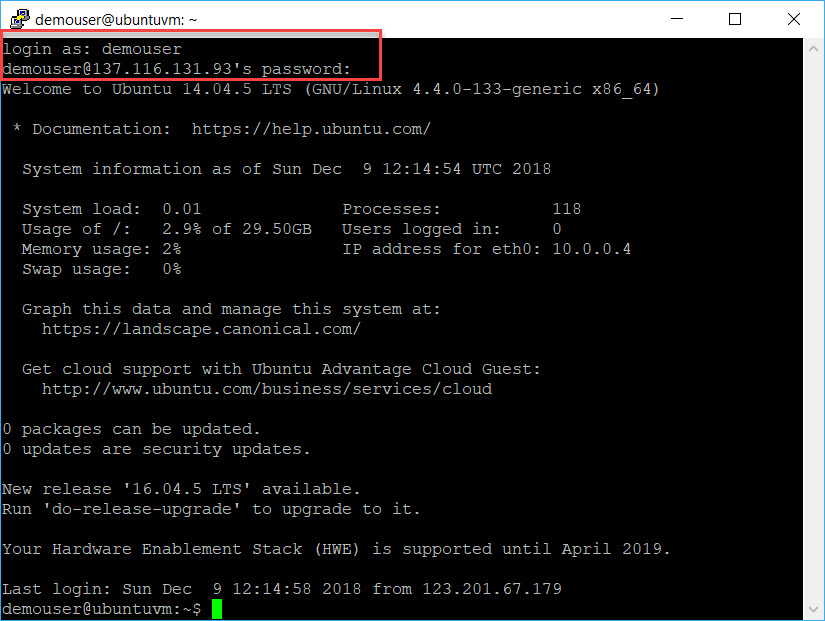 demouser@ubuntuvm: ~
login as: demouser
demouser@137.116.131.93's password:
Welcome to Ubuntu 14.04.5 LTS (GNU/Linux 4.4.0-133-generic x86_64)
* Documentation:  https://help.ubuntu.com/
System information as of Sun Dec  9 12:14:54 UTC 2018
System load:  0.01              Processes:           118
Usage of /:   2.9% of 29.50GB   Users logged in:     0
Memory usage: 2%                IP address for eth0: 10.0.0.4
Swap usage:   0%
Graph this data and manage this system at:
https://landscape.canonical.com/
Get cloud support with Ubuntu Advantage Cloud Guest:
http://www.ubuntu.com/business/services/cloud
0 packages can be updated.
0 updates are security updates.
New release '16.04.5 LTS' available.
Run 'do-release-upgrade' to upgrade to it.
Your Hardware Enablement Stack (HWE) is supported until April 2019.
Last login: Sun Dec  9 12:14:58 2018 from 123.201.67.179
demouser@ubuntuvm:~$